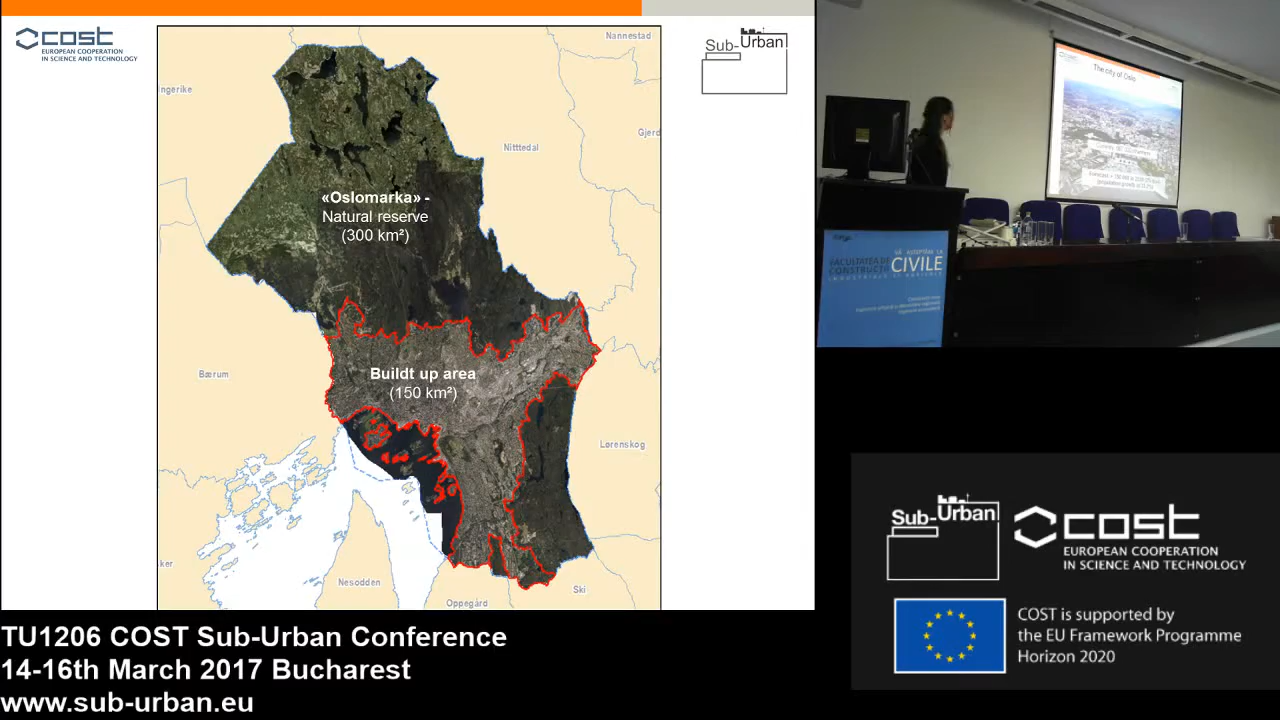 COST
EUROPEAN COOPERATION
IN SCIENCE AND TECHNOLOGY
Nannestad
Sub-Urban
ingerike
Gjerd
Nittedal
«Oslomarka» -
Natural reserve
(300 km²)
Buildt up area
(150 km²)
Bærum
Lørenskog
ker
Nesodden
Ski
Oppegård
The city of Oslo
FACULTATEA DE
CONSTRUCȚII
CIVILE
Sub-Urban
COST
EUROPEAN COOPERATION
IN SCIENCE AND TECHNOLOGY
COST is supported by
the EU Framework Programme
Horizon 2020
TU1206 COST Sub-Urban Conference
14-16th March 2017 Bucharest
www.sub-urban.eu